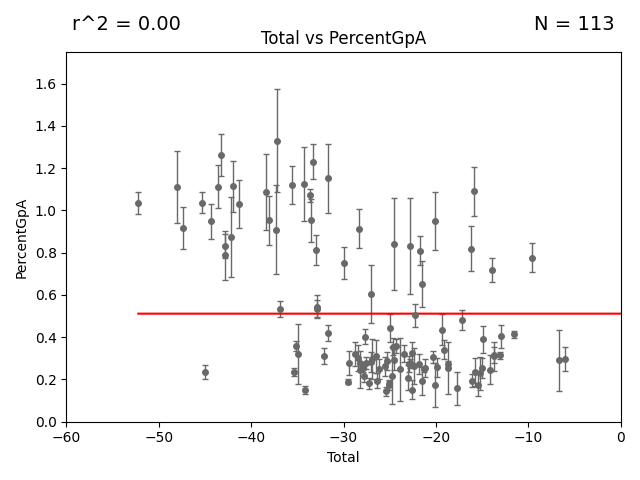 r^2 = 0.00 N = 113
Total vs PercentGpA
PercentGpA
1.6
1.4
1.2
1.0
0.8
0.6
0.4
0.2
0.0
−60 −50 −40 −30 −20 −10 0
Total